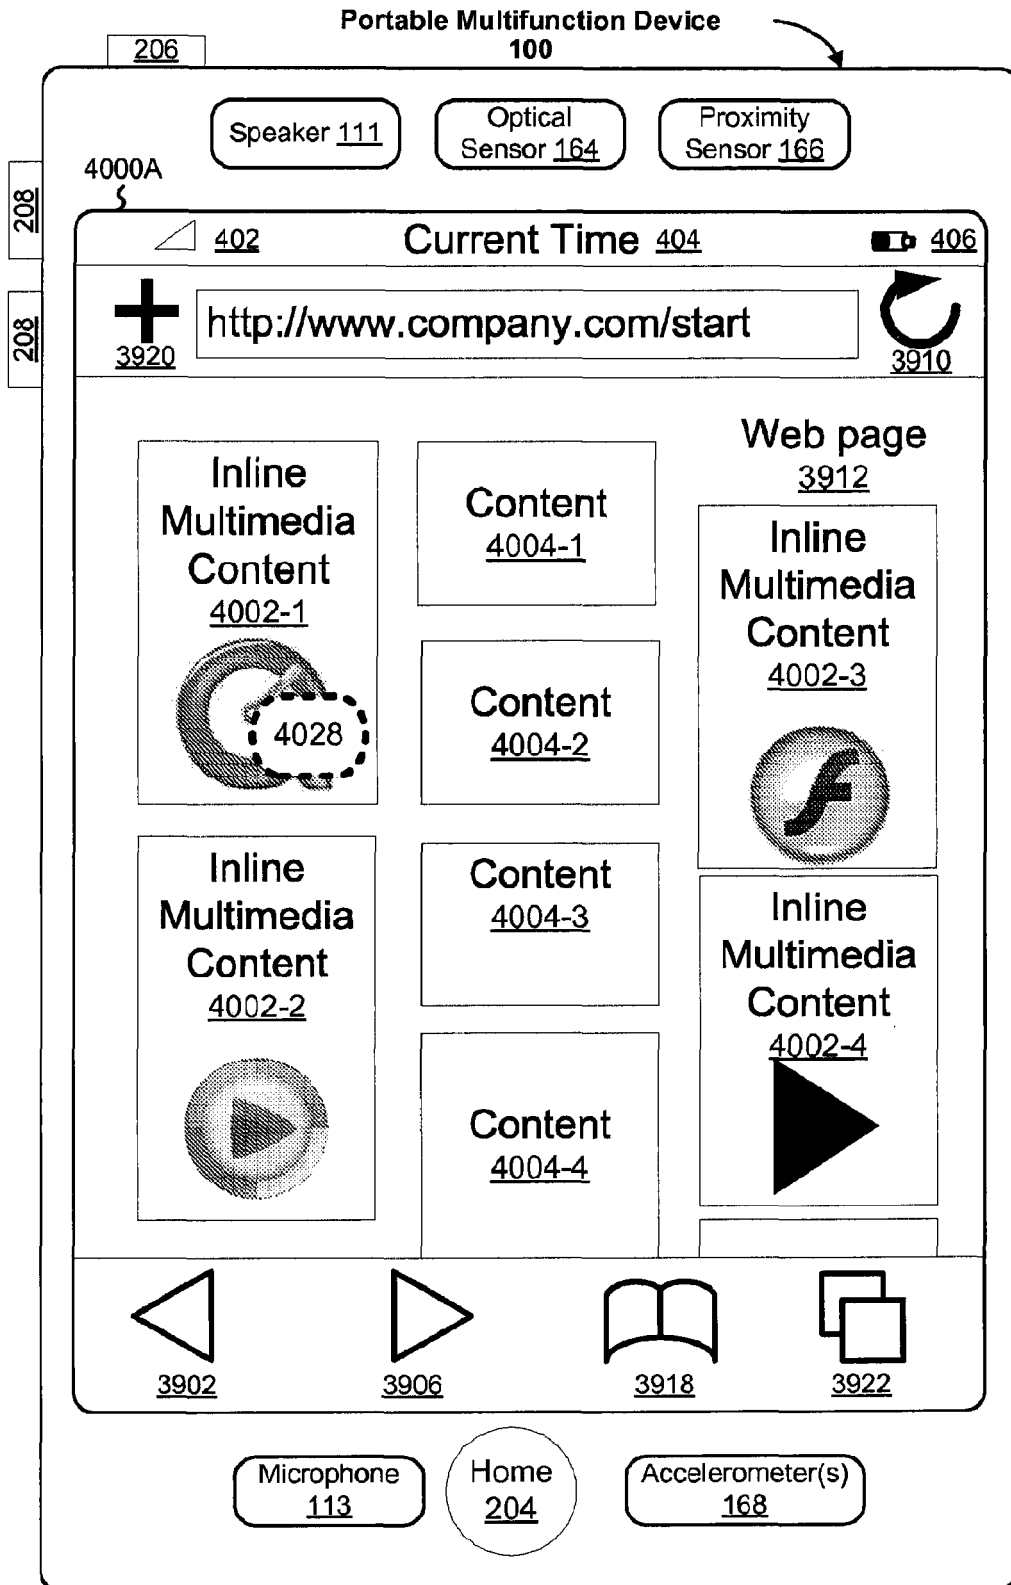 Portable Multifunction Device
100
206
Speaker 111
Optical
Sensor 164
Proximity
Sensor 166
208
208
4000A
402
Current Time 404
406
3920
http://www.company.com/start
3910
Web page
3912
Inline
Multimedia
Content
4002-1
4028
Content
4004-1
Inline
Multimedia
Content
4002-3
Content
4004-2
Inline
Multimedia
Content
4002-2
Content
4004-3
Inline
Multimedia
Content
4002-4
Content
4004-4
3902
3906
3918
3922
Microphone
113
Home
204
Accelerometer(s)
168